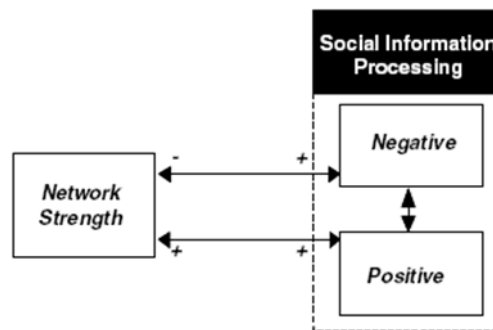 Social Information
Processing
Negative
- +
Network
Strength
+ +
Positive